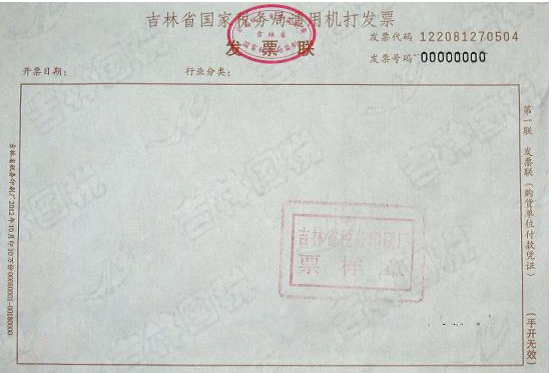 吉林省国家税务局通用机打发票
发票联
发票代码 122081270504
发票号码 00000000
开票日期：
行业分类：
第一联 发票联（购货单位付款凭证）
（手开无效）
吉林省税务印刷厂
票样章
吉林国税